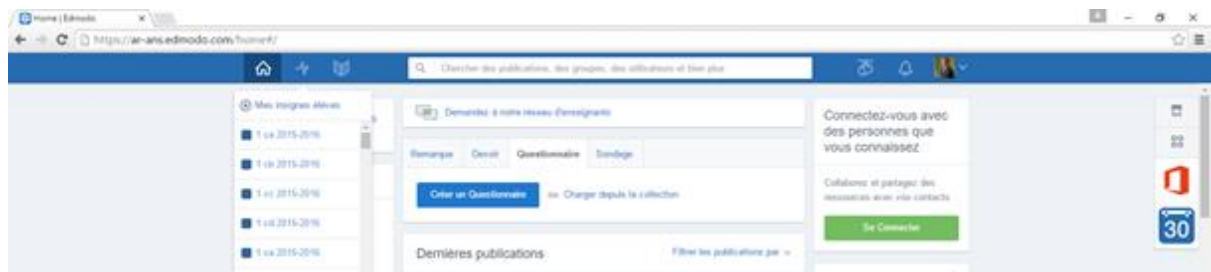 Home | Edmodo
https://ar-ans.edmodo.com/home#/
Chercher des publications, des groupes, des utilisateurs et bien plus
Mes insignes élèves
1 ca 2015-2016
1 cb 2015-2016
1 cc 2015-2016
1 cd 2015-2016
1 ce 2015-2016
Demandez à notre réseau d'enseignants
Remarque Devoir Questionnaire Sondage
Créer un Questionnaire ou Charger depuis la collection
Dernières publications Filtrer les publications par
Connectez-vous avec
des personnes que
vous connaissez
Collaborez et partagez des
ressources avec vos contacts
Se Connecter
30